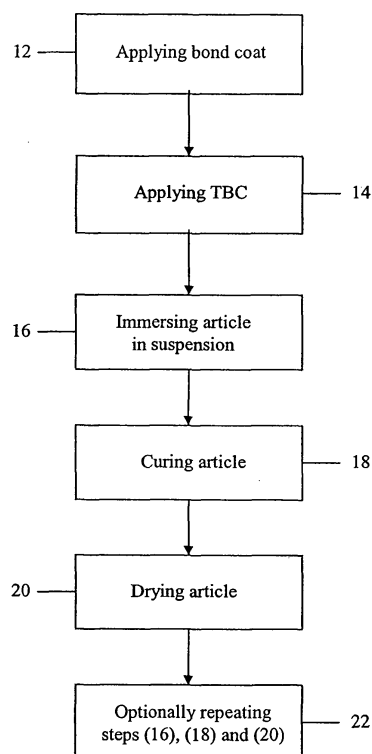 12
Applying bond coat
Applying TBC
14
16
Immersing article
in suspension
Curing article
18
20
Drying article
Optionally repeating
steps (16), (18) and (20)
22